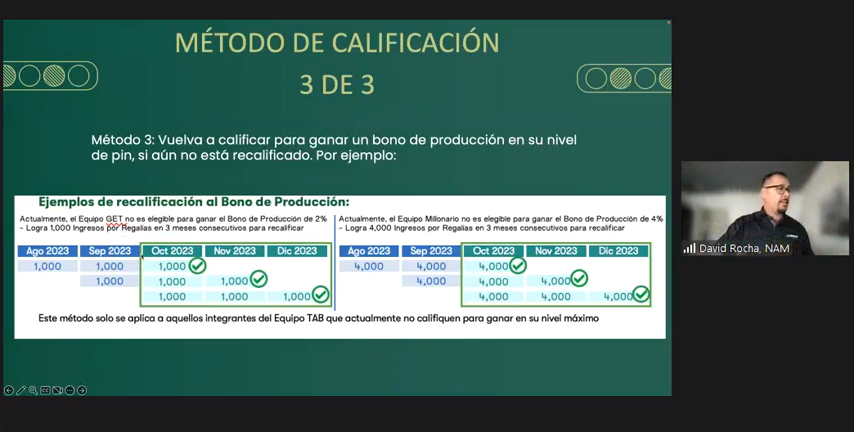 MÉTODO DE CALIFICACIÓN
3 DE 3
Método 3: Vuelva a calificar para ganar un bono de producción en su nivel
de pin, si aún no está recalificado. Por ejemplo:
Ejemplos de recalificación al Bono de Producción:
Actualmente, el Equipo GET no es elegible para ganar el Bono de Producción de 2%
– Logra 1,000 Ingresos por Regalias en 3 meses consecutivos para recalificar
Ago 2023 Sep 2023 Oct 2023 Nov 2023 Dic 2023
1,000 1,000 1,000
1,000 1,000 1,000
1,000 1,000 1,000
Actualmente, el Equipo Millonario no es elegible para ganar el Bono de Producción de 4%
– Logra 4,000 Ingresos por Regalias en 3 meses consecutivos para recalificar
Ago 2023 Sep 2023 Oct 2023 Nov 2023 Dic 2023
4,000 4,000 4,000
4,000 4,000 4,000
4,000 4,000 4,000
Este método solo se aplica a aquellos integrantes del Equipo TAB que actualmente no califiquen para ganar en su nivel máximo
David Rocha, NAM